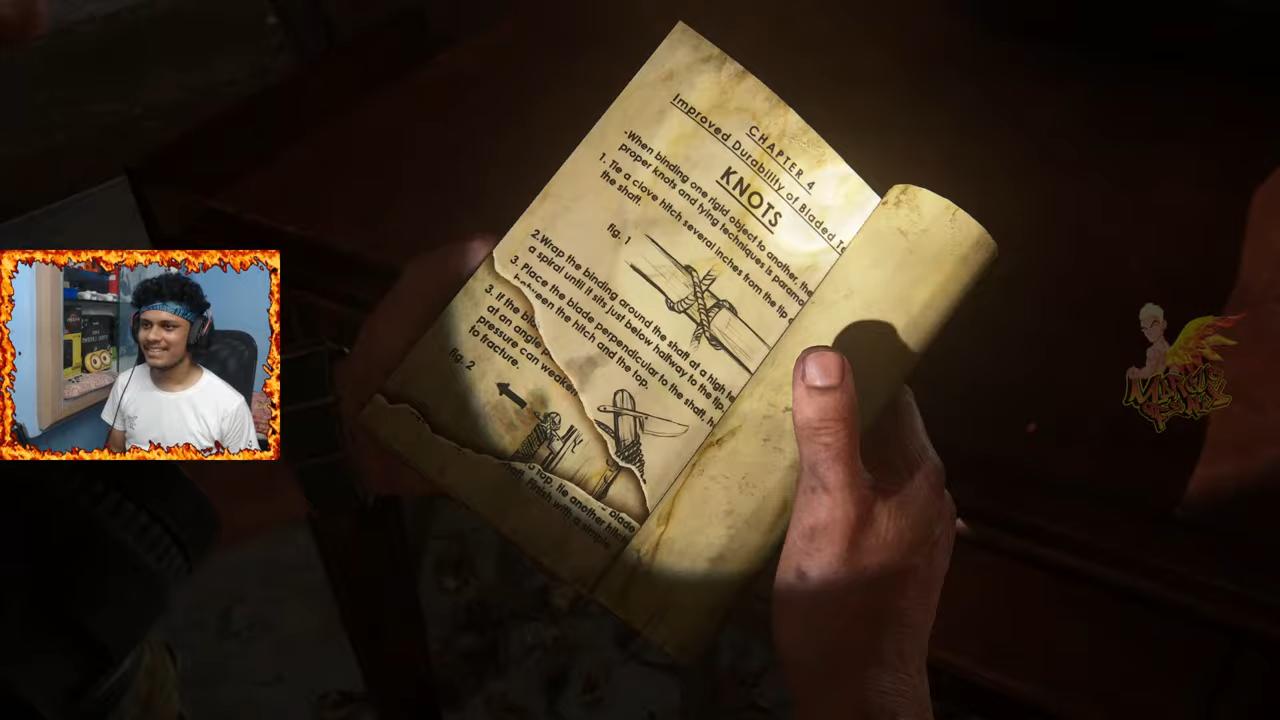 CHAPTER 4
Improved Durability of Bladed
KNOTS
-When binding one rigid object to another, the
proper knots and tying techniques is
1. Tie a clove hitch several inches from the tip
the shaft.
fig. 1
2.Wrap the binding around the shaft at a high
a spiral until it sits just below halfway to the tip.
3. Place the blade perpendicular to the shaft,
between the hitch and the top.
3. If the
at an angle
pressure can weaken
to fracture.
fig. 2
top, tie another hitch
finish with a simple
blade